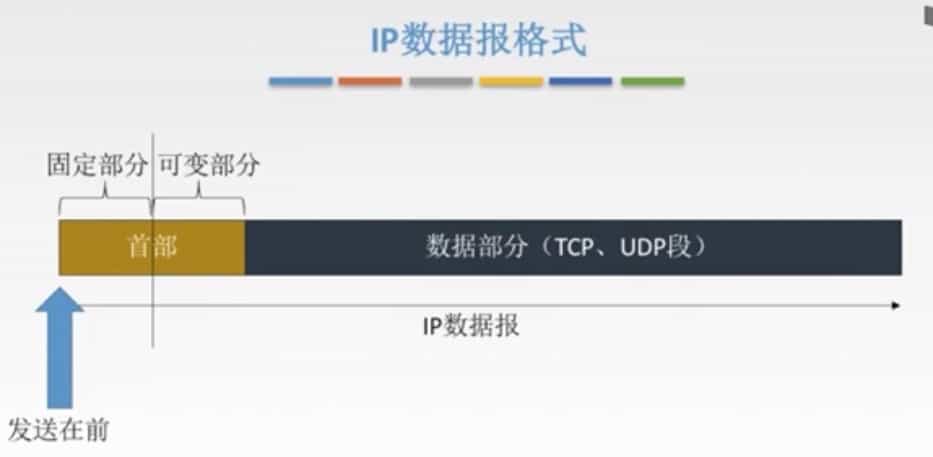 IP数据报格式
固定部分 可变部分
首部 数据部分（TCP、UDP段）
IP数据报
发送在前